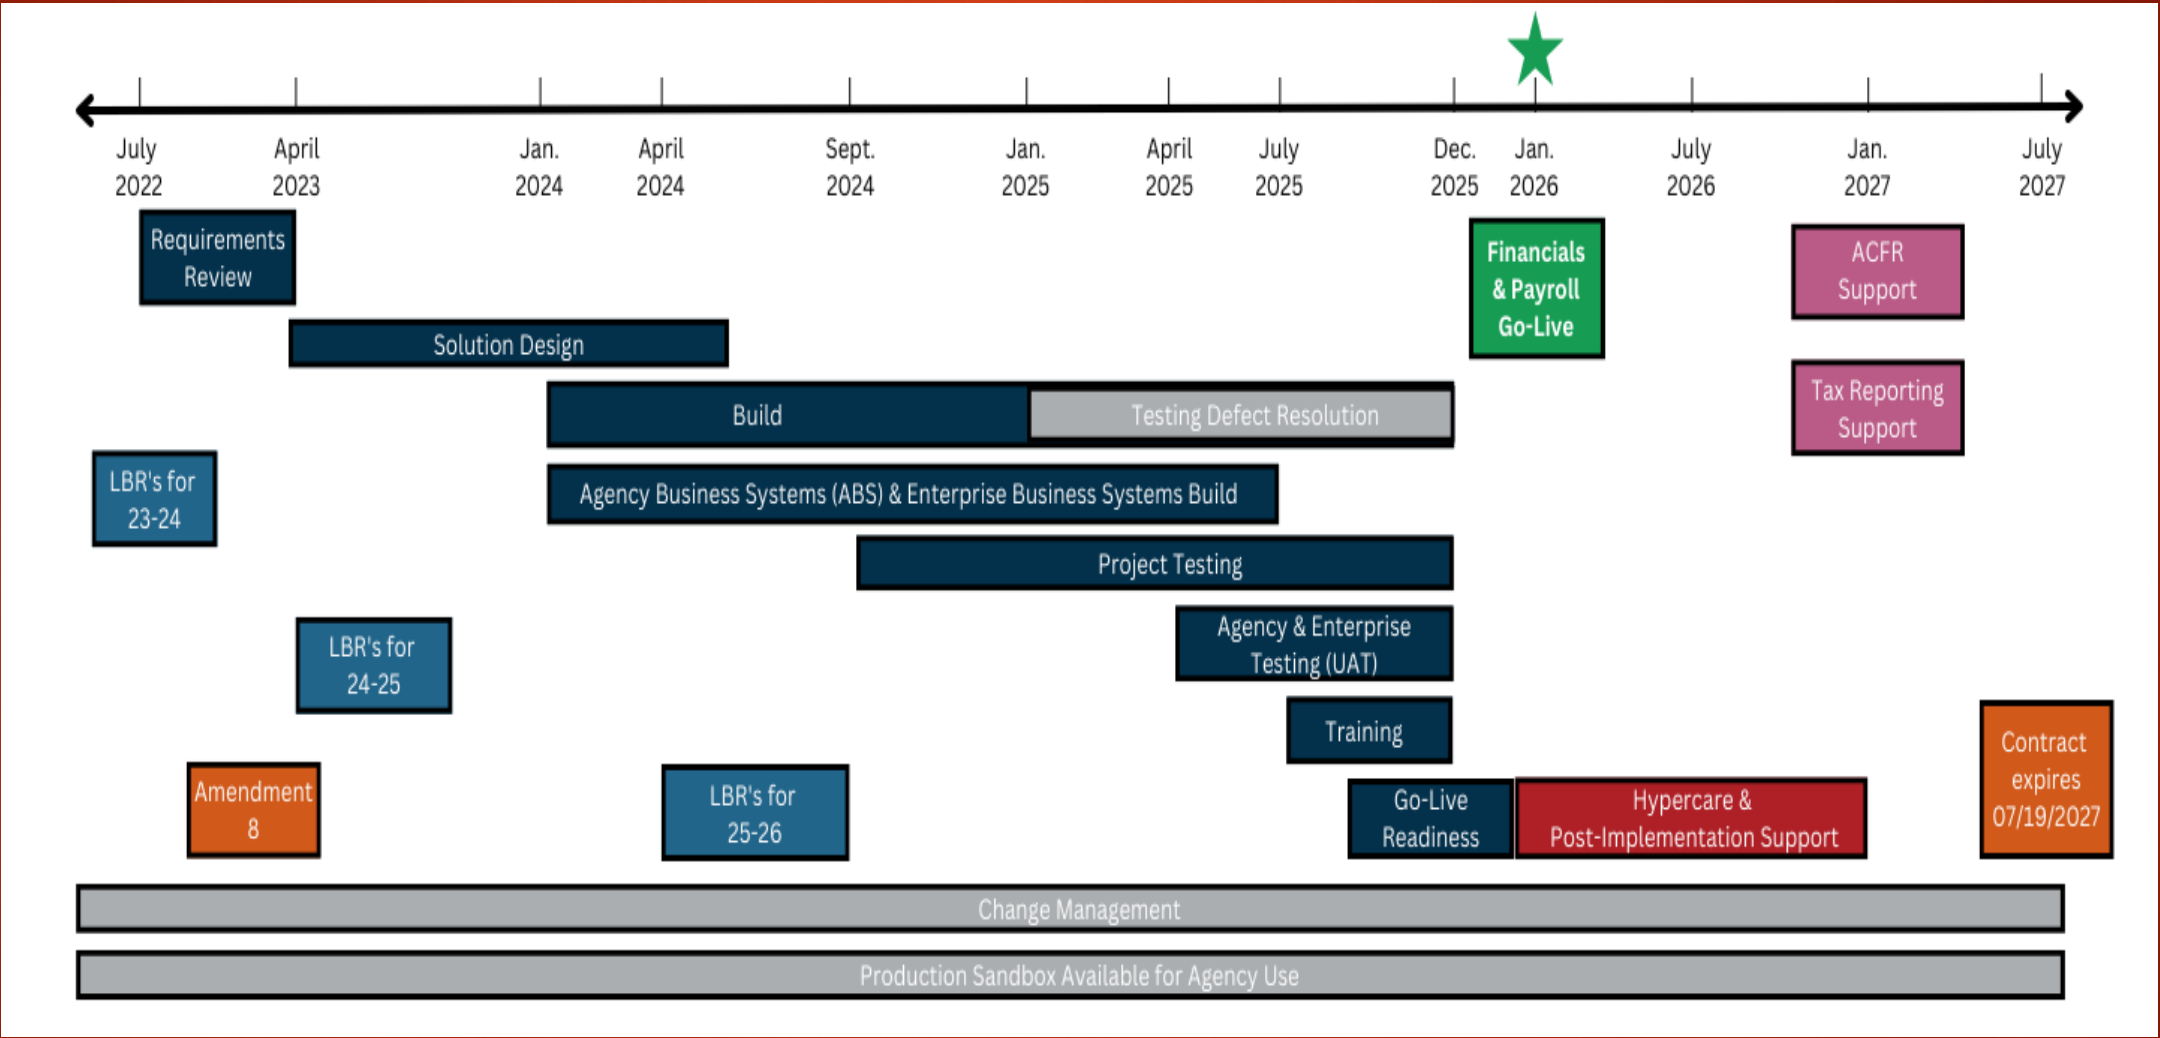 July
2022
April
2023
Jan.
2024
April
2024
Sept.
2024
Jan.
2025
April
2025
July
2025
Dec.
2025
Jan.
2026
July
2026
Jan.
2027
July
2027
Requirements
Review
Financials
& Payroll
Go-Live
ACFR
Support
Solution Design
Build
Testing Defect Resolution
Tax Reporting
Support
LBR's for
23-24
Agency Business Systems (ABS) & Enterprise Business Systems Build
Project Testing
Agency & Enterprise
Testing (UAT)
LBR's for
24-25
Training
Contract
expires
07/19/2027
Amendment
8
LBR's for
25-26
Go-Live
Readiness
Hypercare &
Post-Implementation Support
Change Management
Production Sandbox Available for Agency Use